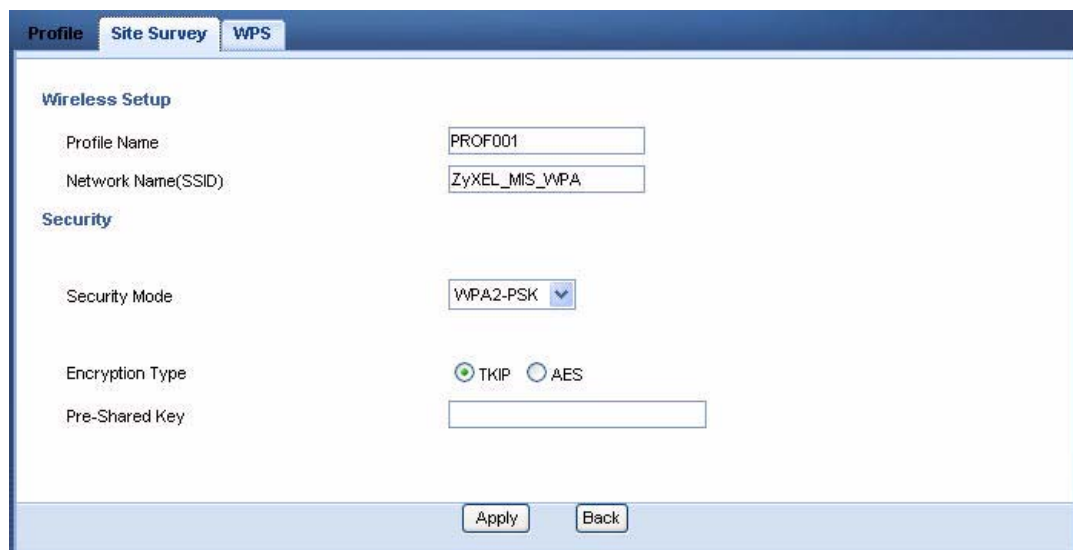 Profile Site Survey WPS
Wireless Setup
Profile Name PROF001
Network Name(SSID) ZyXEL_MIS_WPA
Security
Security Mode WPA2-PSK
Encryption Type TKIP AES
Pre-Shared Key
Apply Back